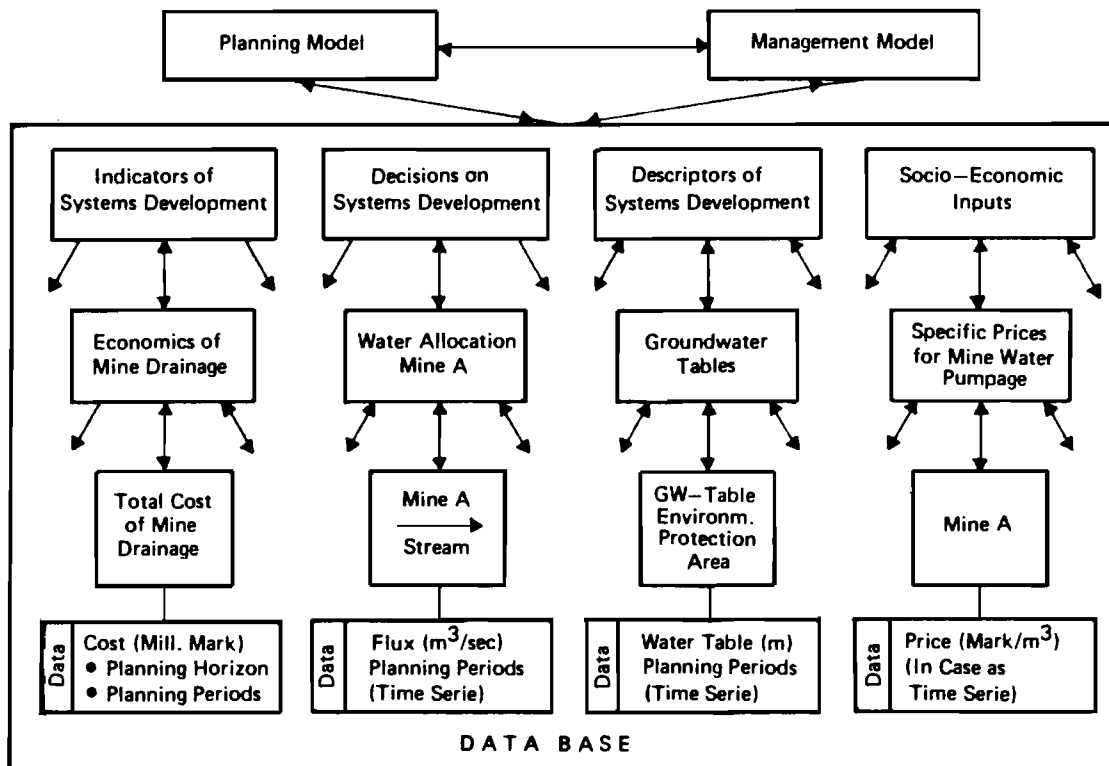 Planning Model
Management Model
Indicators of
Systems Development
Decisions on
Systems Development
Descriptors of
Systems Development
Socio–Economic
Inputs
Economics of
Mine Drainage
Water Allocation
Mine A
Groundwater
Tables
Specific Prices
for Mine Water
Pumpage
Total Cost
of Mine
Drainage
Mine A
Stream
GW–Table
Environm.
Protection
Area
Mine A
Data
Cost (Mill. Mark)
• Planning Horizon
• Planning Periods
Data
Flux (m³/sec)
Planning Periods
(Time Serie)
Data
Water Table (m)
Planning Periods
(Time Serie)
Data
Price (Mark/m³)
(In Case as
Time Serie)
DATA BASE